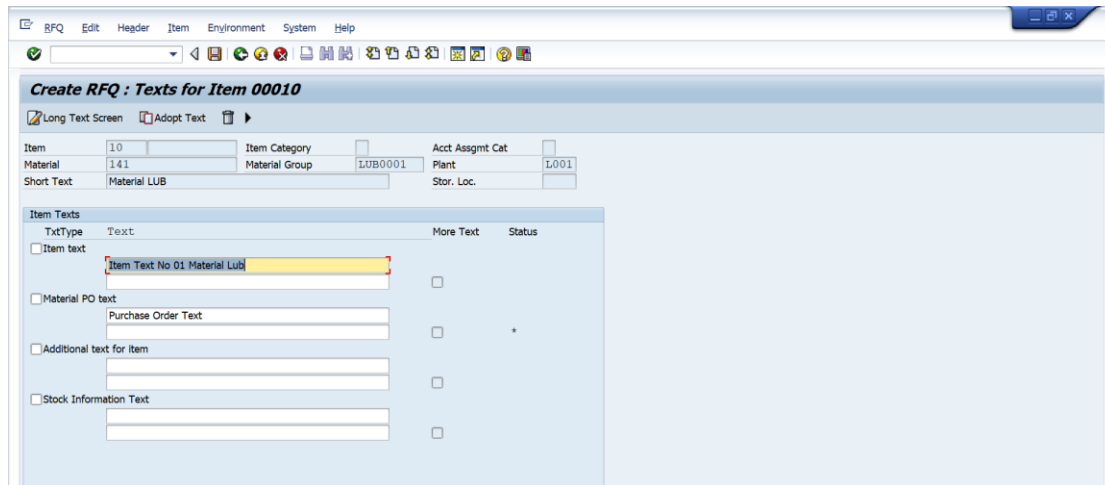 RFQ Edit Header Item Environment System Help
Create RFQ : Texts for Item 00010
Long Text Screen Adopt Text
Item 10 Item Category Acct Assgmt Cat
Material 141 Material Group LUB0001 Plant L001
Short Text Material LUB Stor. Loc.
Item Texts
TxtType Text More Text Status
Item text
Item Text No 01 Material Lub
Material PO text
Purchase Order Text
*
Additional text for item
Stock Information Text